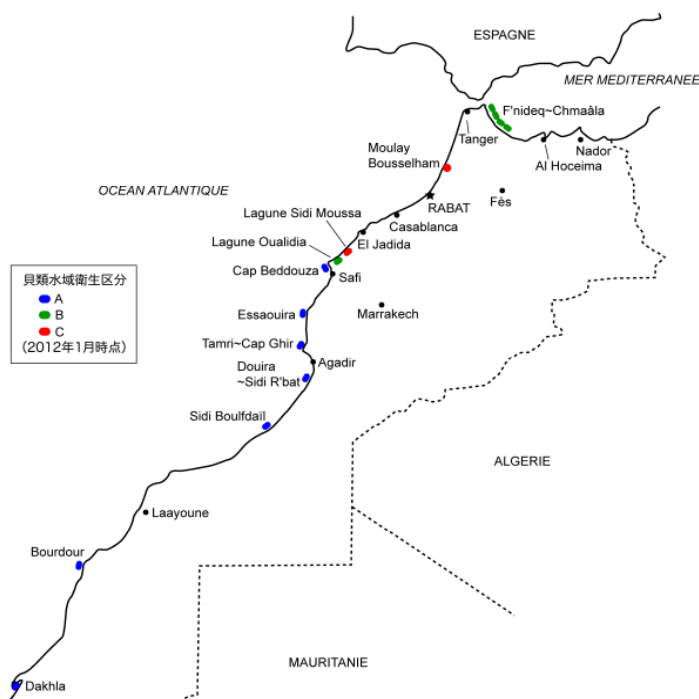 ESPAGNE
MER MEDITERRANEE
F'nideq~Chmaâla
Tanger
Moulay
Bousselham
Nador
Al Hoceima
OCEAN ATLANTIQUE
RABAT
Fès
Lagune Sidi Moussa
Casablanca
El Jadida
Lagune Oualidia
Cap Beddouza
Safi
貝類水域衛生区分
A
B
C
（2012年1月時点）
Essaouira
Marrakech
Tamri~Cap Ghir
Agadir
Douira
~Sidi R'bat
Sidi Boulfdaïl
ALGERIE
Laayoune
Bourdour
MAURITANIE
Dakhla